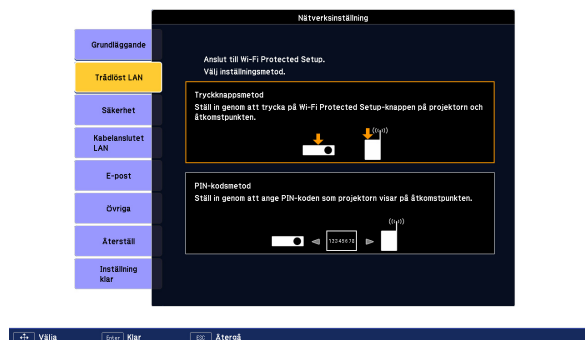 Nätverksinställning
Grundläggande
Trådlöst LAN
Säkerhet
Kabelanslutet
LAN
E-post
Övriga
Återställ
Inställning
klar
Anslut till Wi-Fi Protected Setup.
Välj inställningsmetod.
Tryckknappsmetod
Ställ in genom att trycka på Wi-Fi Protected Setup-knappen på projektorn och
åtkomstpunkten.
PIN-kodsmetod
Ställ in genom att ange PIN-koden som projektorn visar på åtkomstpunkten.
12345678
Välja Enter Klar ESC Återgå